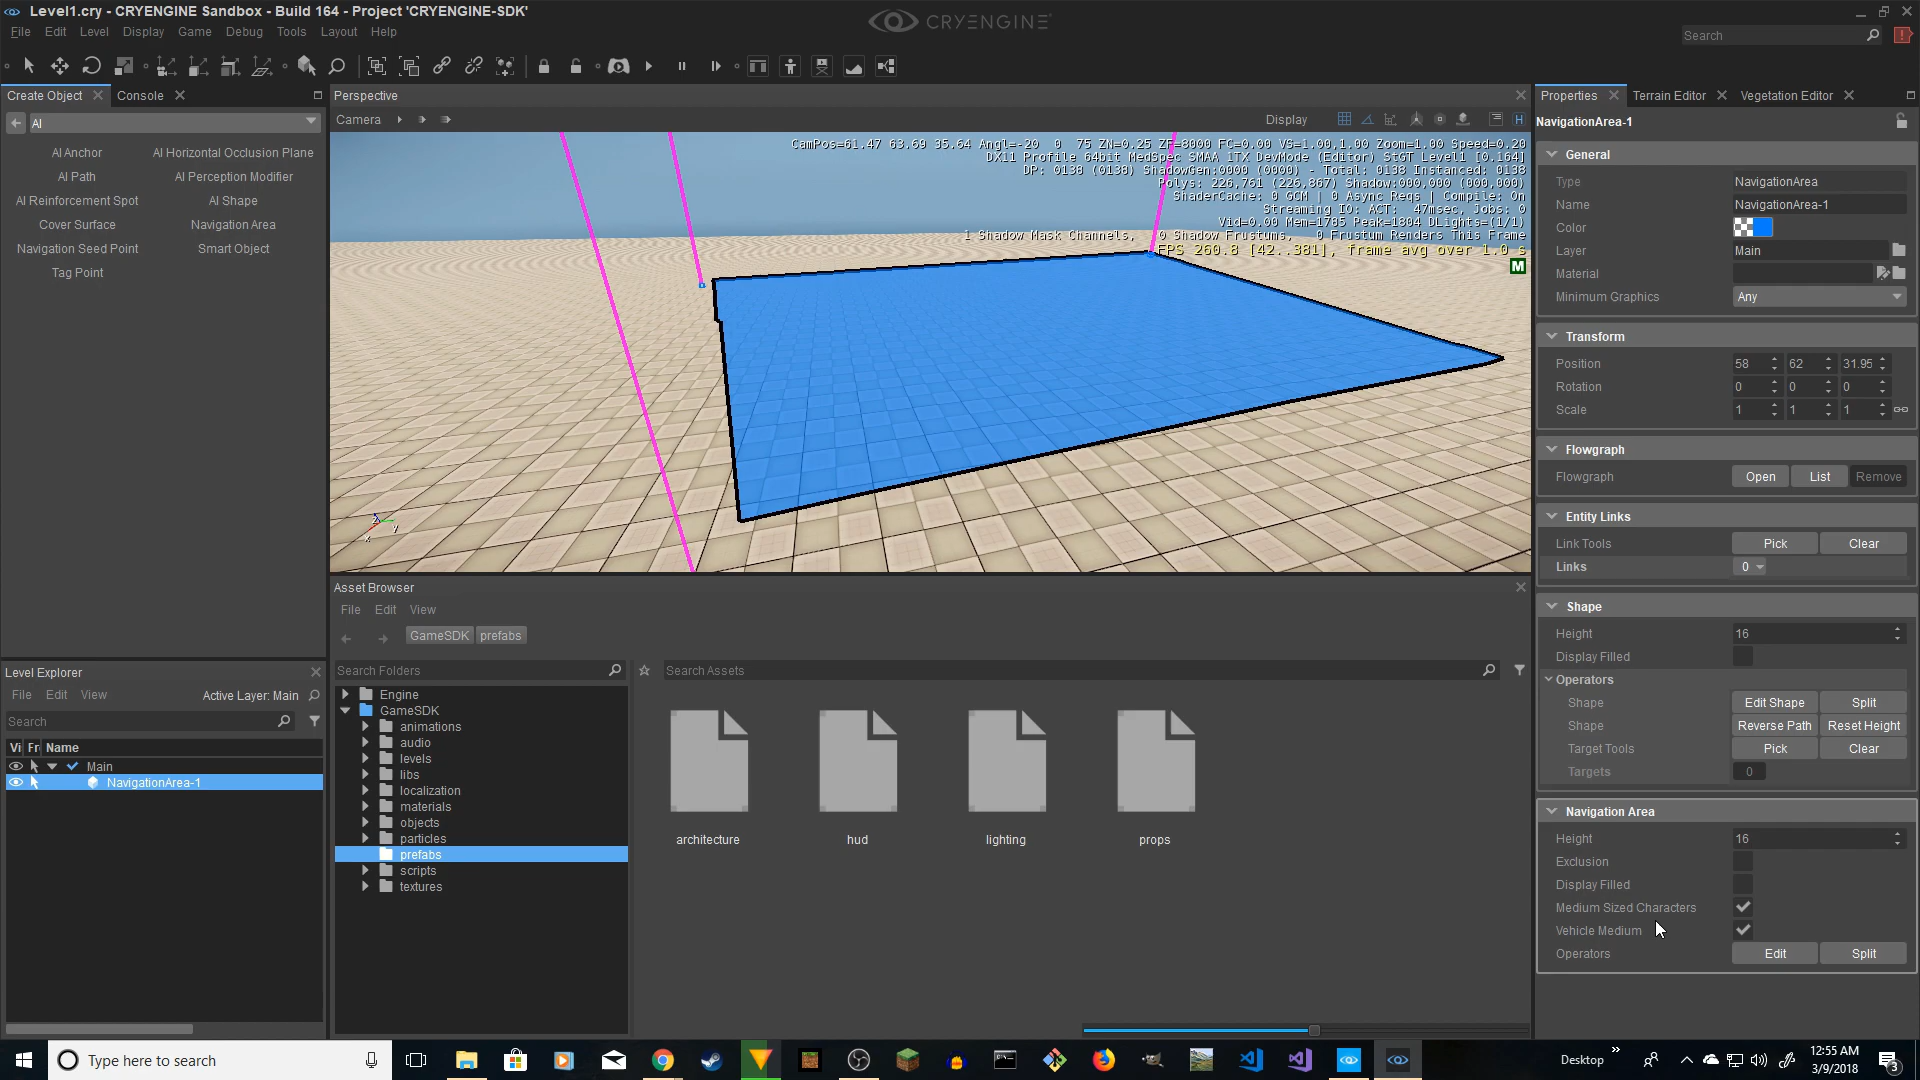 Level1.cry - CRYENGINE Sandbox - Build 164 - Project 'CRYENGINE-SDK'
CRYENGINE
File Edit Level Display Game Debug Tools Layout Help
Search
Create Object
Console
AI
AI Anchor
AI Horizontal Occlusion Plane
AI Path
AI Perception Modifier
AI Reinforcement Spot
AI Shape
Cover Surface
Navigation Area
Navigation Seed Point
Smart Object
Tag Point
Perspective
Camera
Display
H
CamPos=61.47 63.69 35.64 Angl=-20 0 75 ZN=0.25 ZF=8000 FC=0.00 VS=1.00,1.00 Zoom=1.00 Speed=0.20
DX11 Profile 64bit MedSpec SMAA 1TX DevMode (Editor) StGT Level1 [0.164]
DP: 0138 (0138) ShadowGen:0000 (0000) - Total: 0138 Instanced: 0138
Polys: 226,761 (226,867) Shadow:000,000 (000,000)
ShaderCache: 0 GCM | 0 Async Reqs | Compile: On
Streaming IO: ACT: 47msec, Jobs: 0
Vid=0.00 Mem=1785 Peak=1804 DLights=(1/1)
1 Shadow Mask Channels, 0 Shadow Frustums, 0 Frustum Renders This Frame
FPS 260.8 [42..381], frame avg over 1.0 s
M
z
y
x
Level Explorer
File Edit View
Active Layer: Main
Search
Vi Fr Name
Main
NavigationArea-1
Asset Browser
File Edit View
GameSDK prefabs
Search Folders
Search Assets
Engine
GameSDK
animations
audio
levels
libs
localization
materials
objects
particles
prefabs
scripts
textures
architecture
hud
lighting
props
Properties
Terrain Editor
Vegetation Editor
NavigationArea-1
General
Type NavigationArea
Name NavigationArea-1
Color
Layer Main
Material
Minimum Graphics Any
Transform
Position 58 62 31.95
Rotation 0 0 0
Scale 1 1 1
Flowgraph
Flowgraph Open List Remove
Entity Links
Link Tools Pick Clear
Links 0
Shape
Height 16
Display Filled
Operators
Shape Edit Shape Split
Shape Reverse Path Reset Height
Target Tools Pick Clear
Targets 0
Navigation Area
Height 16
Exclusion
Display Filled
Medium Sized Characters
Vehicle Medium
Operators Edit Split
Type here to search
Desktop
12:55 AM
3/9/2018
3